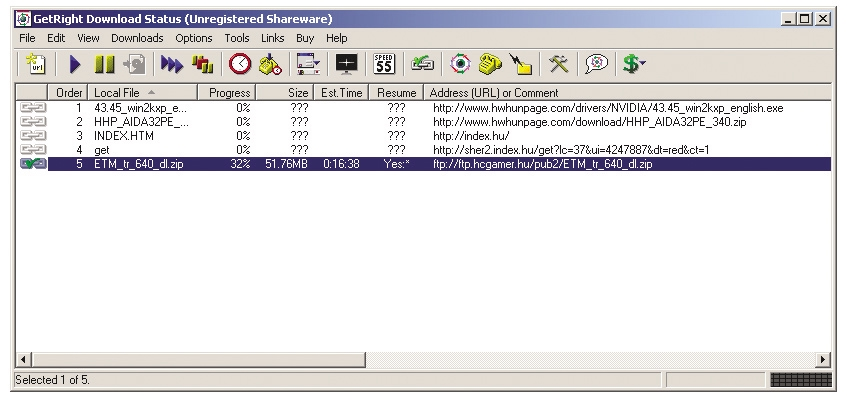 GetRight Download Status (Unregistered Shareware)
File Edit View Downloads Options Tools Links Buy Help
url SPEED 55 $
Order Local File Progress Size Est.Time Resume Address (URL) or Comment
1 43.45_win2kxp_e... 0% ??? ??? http://www.hwhunpage.com/drivers/NVIDIA/43.45_win2kxp_english.exe
2 HHP_AIDA32PE_... 0% ??? ??? http://www.hwhunpage.com/download/HHP_AIDA32PE_340.zip
3 INDEX.HTM 0% ??? ??? http://index.hu/
4 get 0% ??? ??? http://sher2.index.hu/get?lc=37&ui=4247887&dt=red&ct=1
5 ETM_tr_640_dl.zip 32% 51.76MB 0:16:38 Yes:* ftp://ftp.hcgamer.hu/pub2/ETM_tr_640_dl.zip
Selected 1 of 5.